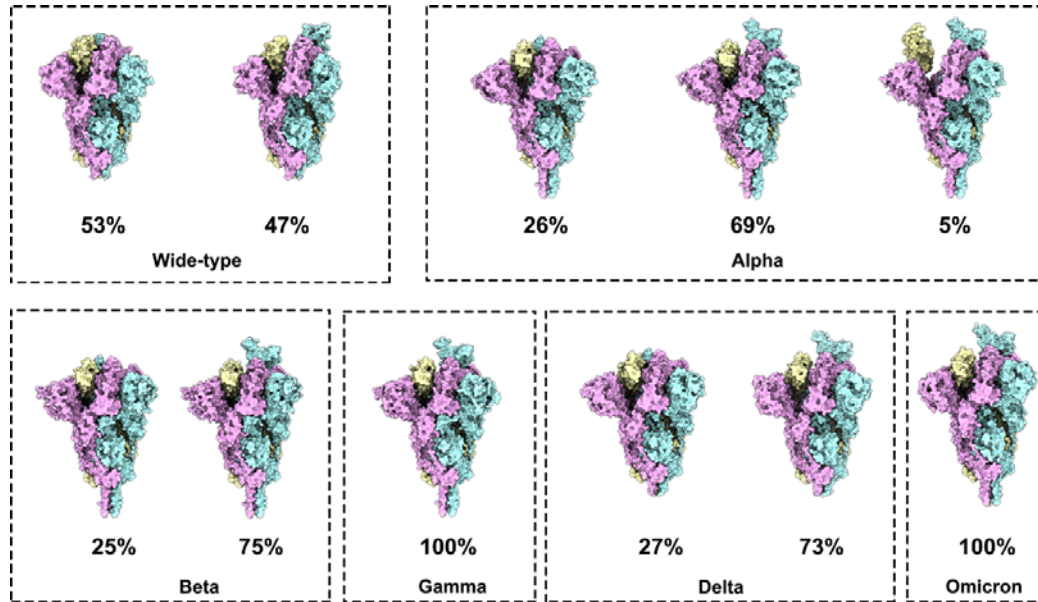 53% 47%
Wide-type
26% 69% 5%
Alpha
25% 75%
Beta
100%
Gamma
27% 73%
Delta
100%
Omicron